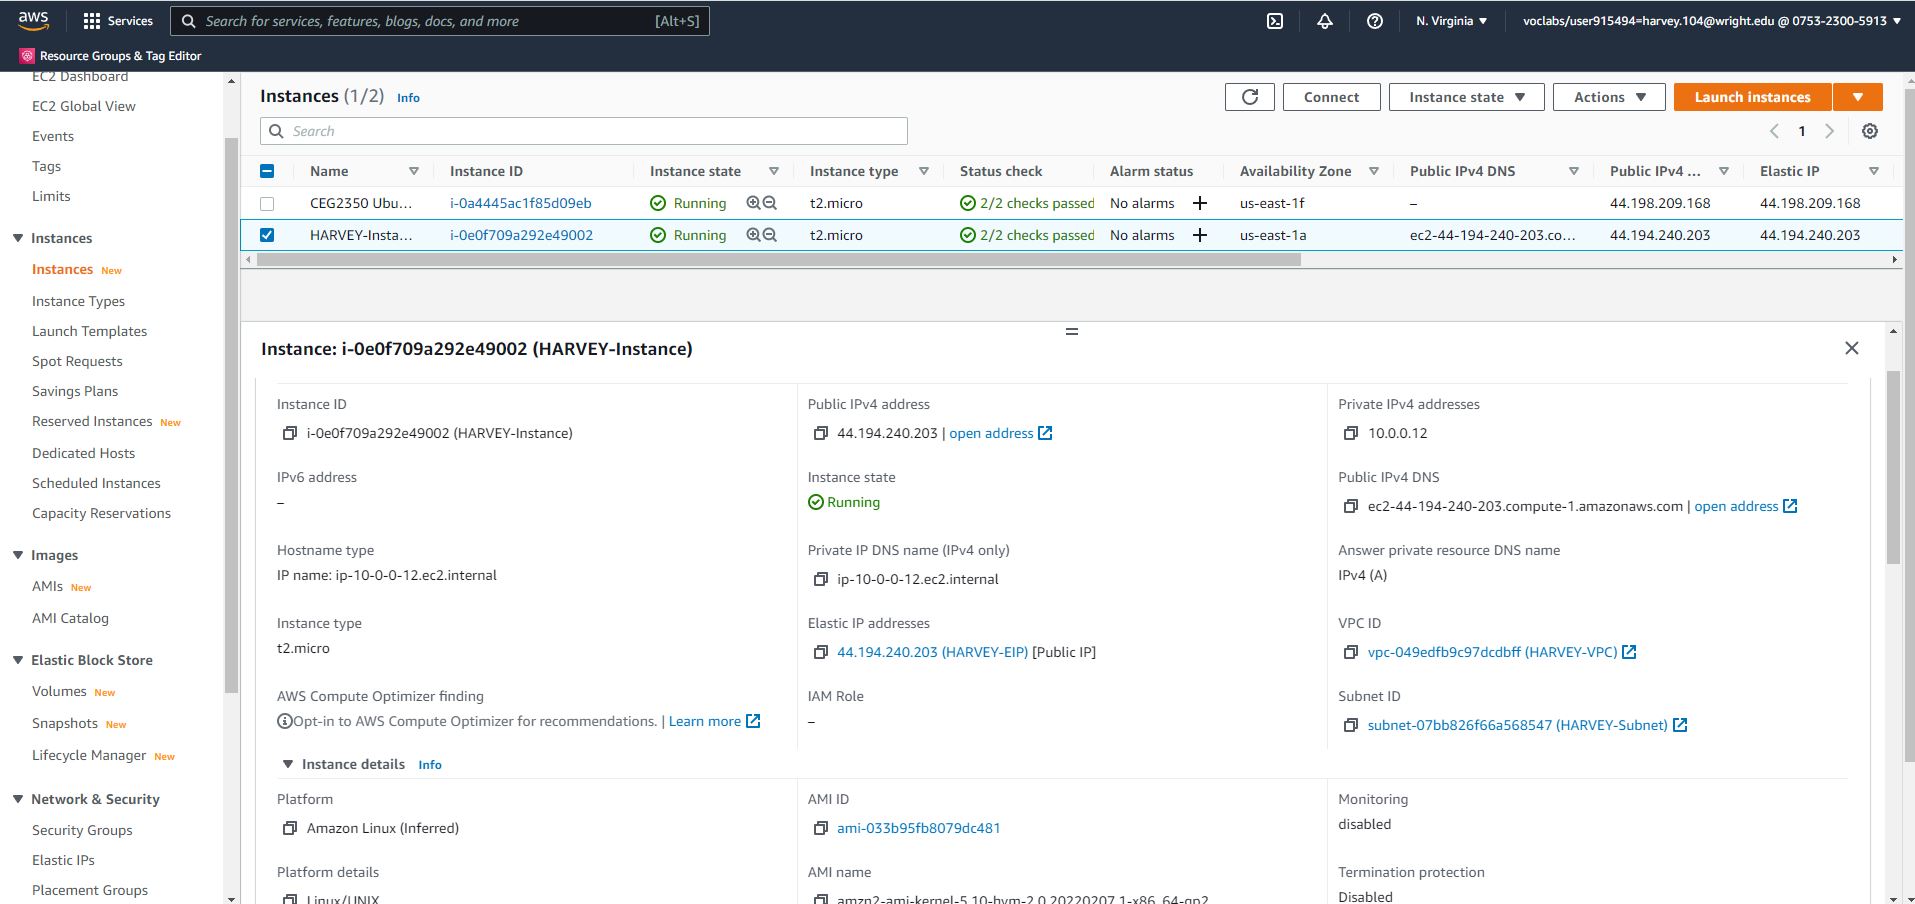 aws
Services
Search for services, features, blogs, docs, and more [Alt+S]
N. Virginia
voclabs/user915494=harvey.104@wright.edu @ 0753-2300-5913
Resource Groups & Tag Editor
EC2 Dashboard
EC2 Global View
Events
Tags
Limits
Instances
Instances New
Instance Types
Launch Templates
Spot Requests
Savings Plans
Reserved Instances New
Dedicated Hosts
Scheduled Instances
Capacity Reservations
Images
AMIs New
AMI Catalog
Elastic Block Store
Volumes New
Snapshots New
Lifecycle Manager New
Network & Security
Security Groups
Elastic IPs
Placement Groups
Instances (1/2) Info
Connect
Instance state
Actions
Launch instances
Search
1
Name Instance ID Instance state Instance type Status check Alarm status Availability Zone Public IPv4 DNS Public IPv4 ... Elastic IP
CEG2350 Ubu... i-0a4445ac1f85d09eb Running t2.micro 2/2 checks passed No alarms + us-east-1f – 44.198.209.168 44.198.209.168
HARVEY-Insta... i-0e0f709a292e49002 Running t2.micro 2/2 checks passed No alarms + us-east-1a ec2-44-194-240-203.co... 44.194.240.203 44.194.240.203
Instance: i-0e0f709a292e49002 (HARVEY-Instance)
Instance ID
i-0e0f709a292e49002 (HARVEY-Instance)
Public IPv4 address
44.194.240.203 | open address
Private IPv4 addresses
10.0.0.12
IPv6 address
–
Instance state
Running
Public IPv4 DNS
ec2-44-194-240-203.compute-1.amazonaws.com | open address
Hostname type
IP name: ip-10-0-0-12.ec2.internal
Private IP DNS name (IPv4 only)
ip-10-0-0-12.ec2.internal
Answer private resource DNS name
IPv4 (A)
Instance type
t2.micro
Elastic IP addresses
44.194.240.203 (HARVEY-EIP) [Public IP]
VPC ID
vpc-049edfb9c97dcdbff (HARVEY-VPC)
AWS Compute Optimizer finding
Opt-in to AWS Compute Optimizer for recommendations. | Learn more
IAM Role
–
Subnet ID
subnet-07bb826f66a568547 (HARVEY-Subnet)
Instance details Info
Platform
Amazon Linux (Inferred)
AMI ID
ami-033b95fb8079dc481
Monitoring
disabled
Platform details
Linux/UNIX
AMI name
amzn2-ami-kernel-5.10-hvm-2.0.20220207.1-x86_64-gp2
Termination protection
Disabled